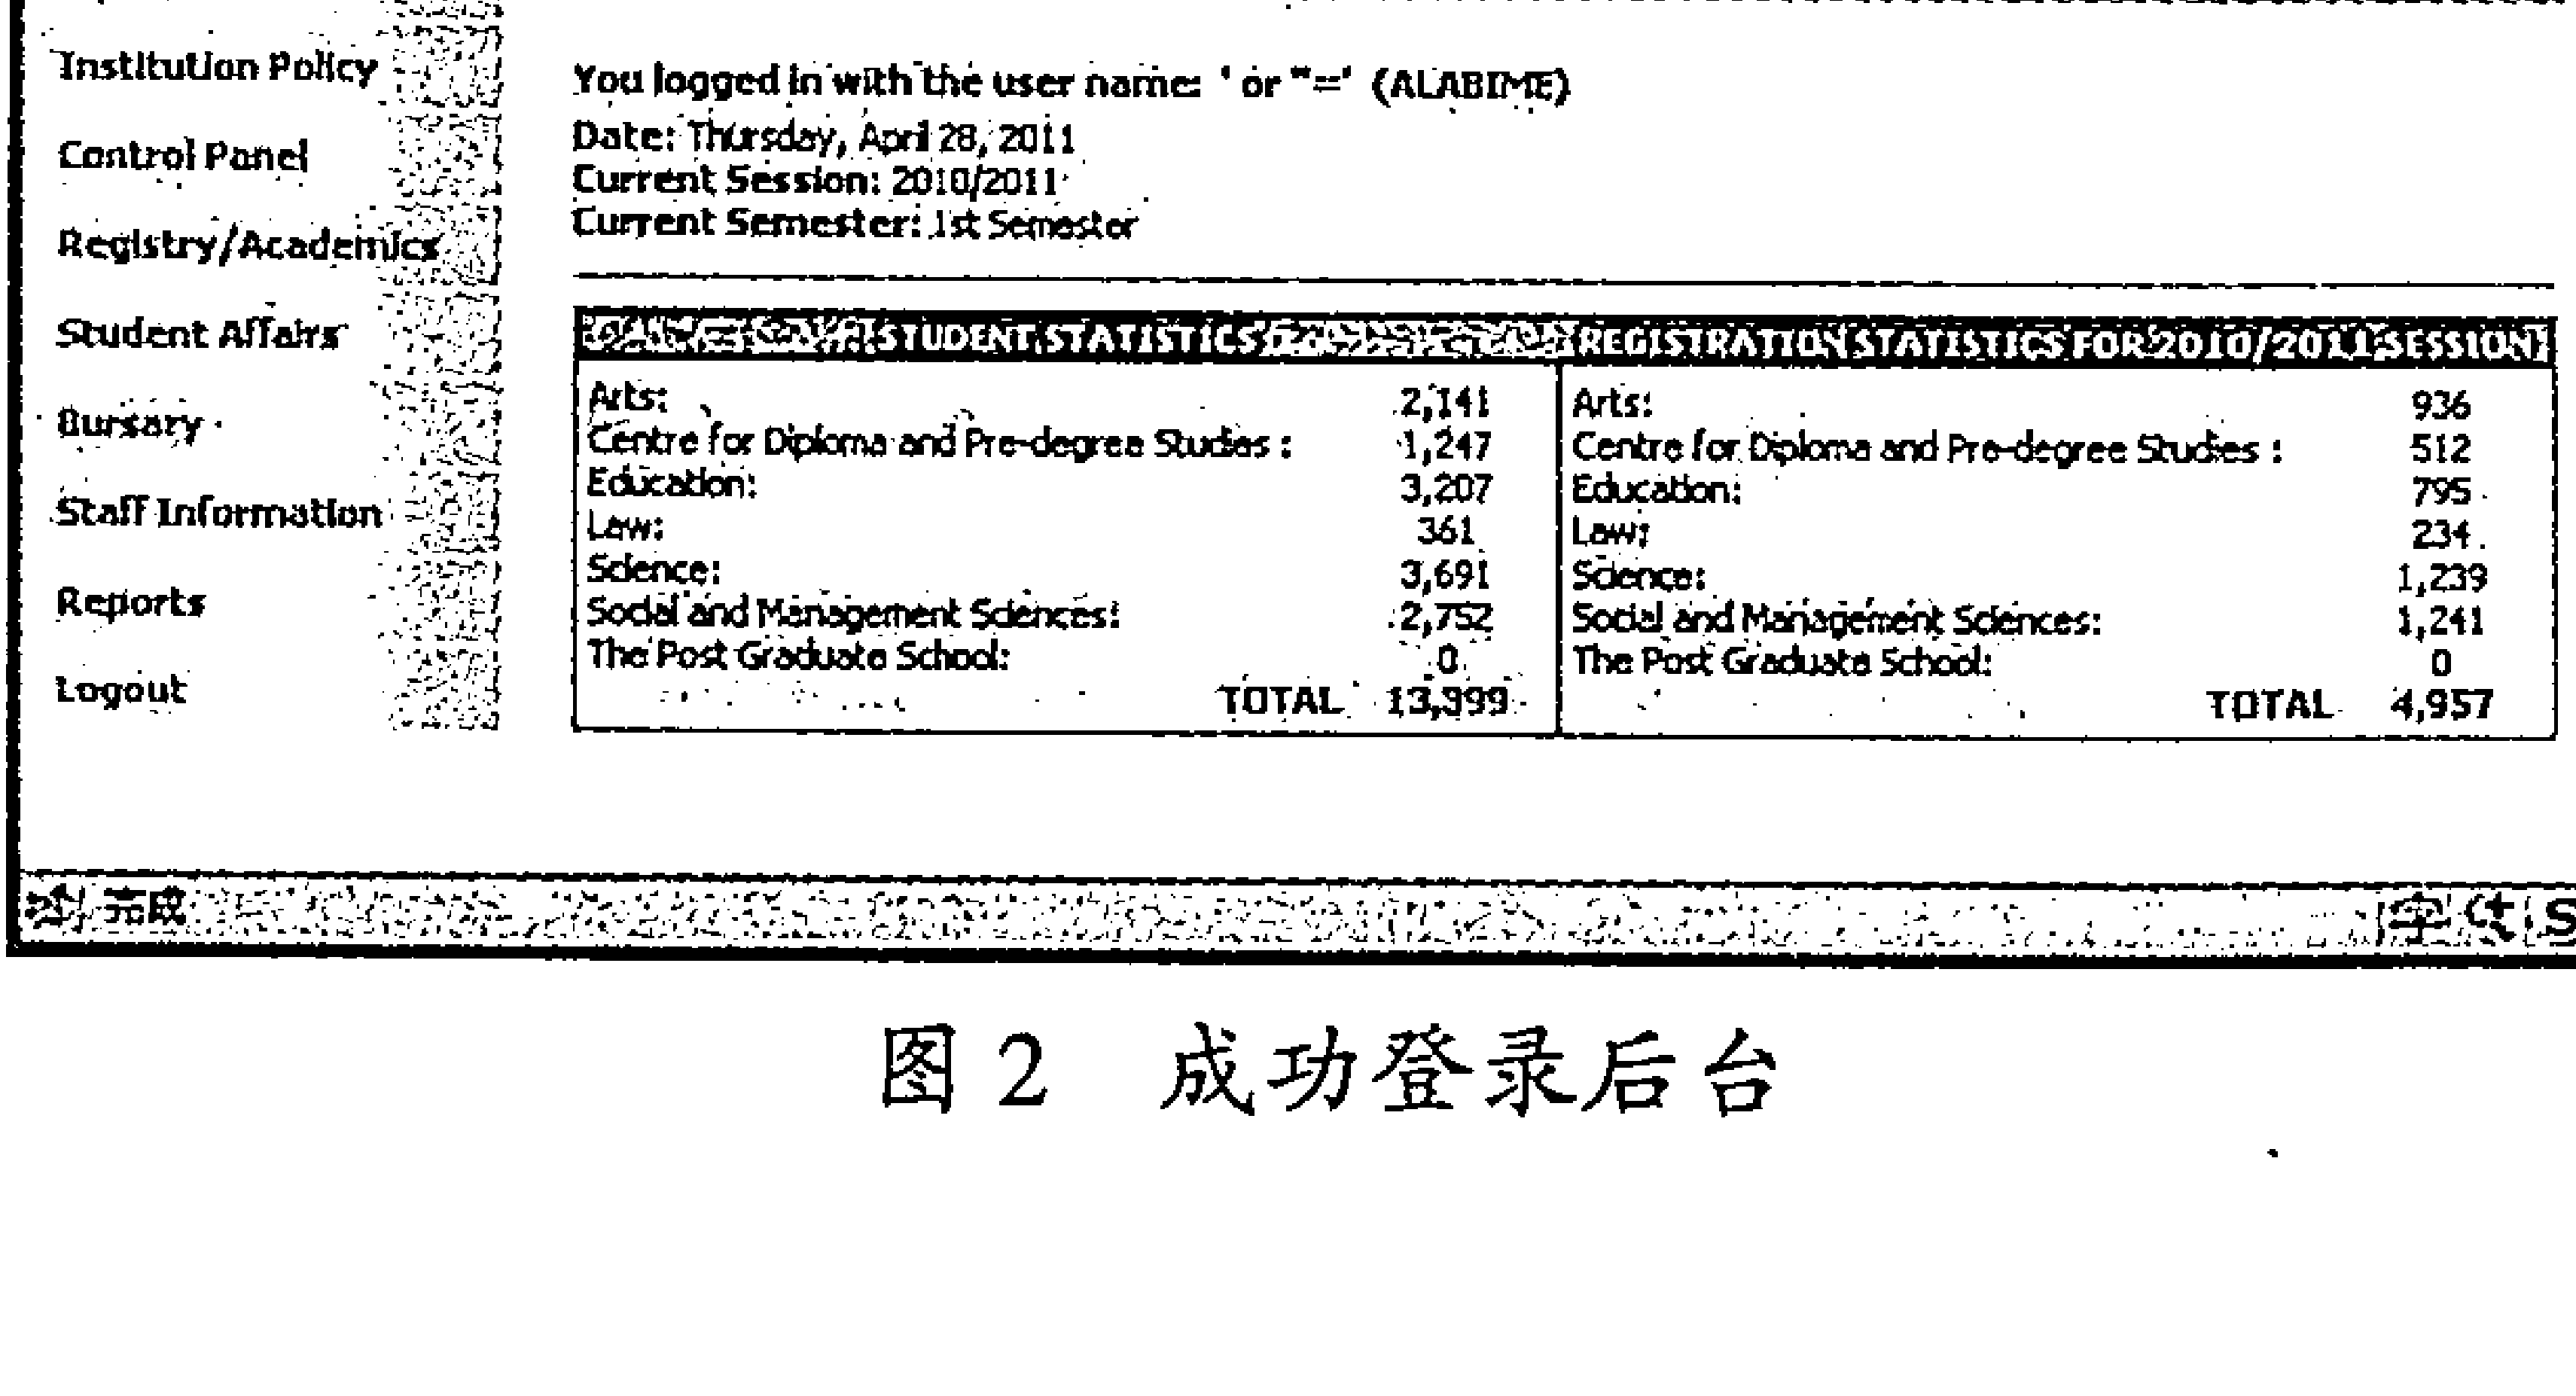 Institution Policy
Control Panel
Registry/Academics
Student Affairs
Bursary
Staff Information
Reports
Logout
You logged in with the user name: ' or ''=' (ALABIME)
Date: Thursday, April 28, 2011
Current Session: 2010/2011
Current Semester: 1st Semester
STUDENT STATISTICS
Arts: 2,141
Centre for Diploma and Pre-degree Studies : 1,247
Education: 3,207
Law: 361
Science: 3,691
Social and Management Sciences: 2,752
The Post Graduate School: 0
TOTAL 13,399
REGISTRATION STATISTICS FOR 2010/2011 SESSION
Arts: 936
Centre for Diploma and Pre-degree Studies : 512
Education: 795
Law: 234
Science: 1,239
Social and Management Sciences: 1,241
The Post Graduate School: 0
TOTAL 4,957
完成
图 2 成功登录后台